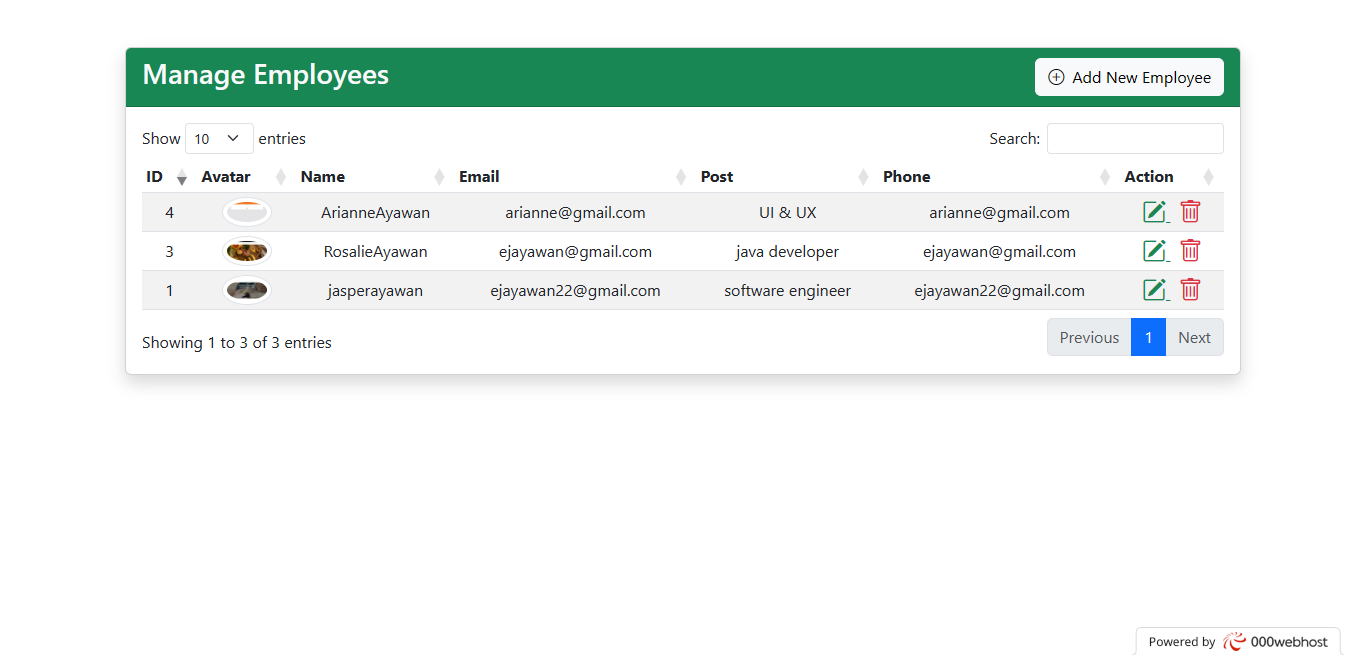 Manage Employees
Add New Employee
Show 10 entries
Search:
ID Avatar Name Email Post Phone Action
4 ArianneAyawan arianne@gmail.com UI & UX arianne@gmail.com
3 RosalieAyawan ejayawan@gmail.com java developer ejayawan@gmail.com
1 jasperayawan ejayawan22@gmail.com software engineer ejayawan22@gmail.com
Showing 1 to 3 of 3 entries
Previous 1 Next
Powered by 000webhost